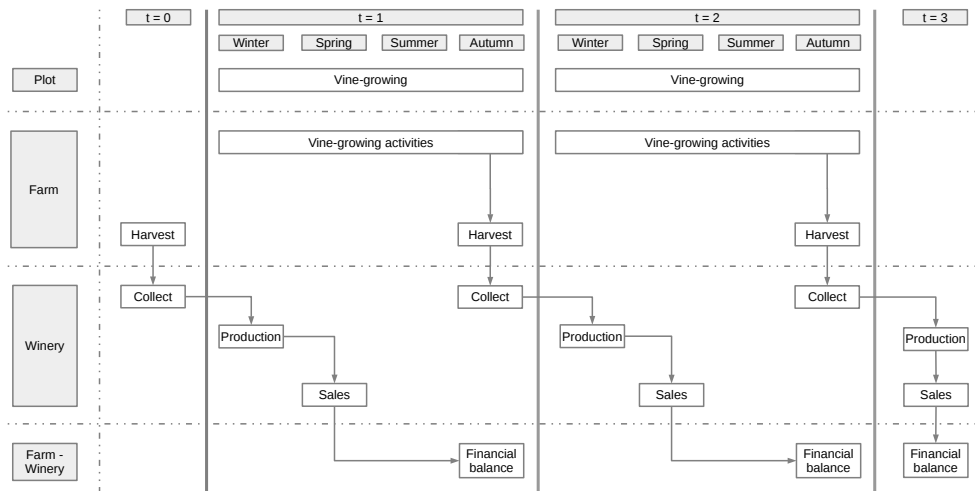 t = 0
t = 1
t = 2
t = 3
Winter
Spring
Summer
Autumn
Winter
Spring
Summer
Autumn
Plot
Vine-growing
Vine-growing
Farm
Vine-growing activities
Vine-growing activities
Harvest
Harvest
Harvest
Winery
Collect
Collect
Collect
Production
Production
Production
Sales
Sales
Sales
Farm -
Winery
Financial
balance
Financial
balance
Financial
balance